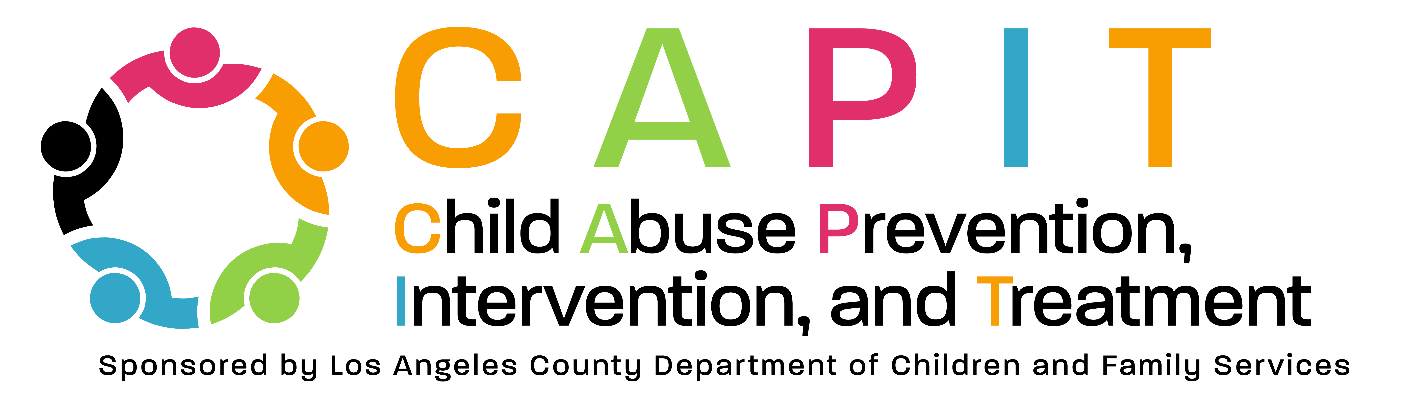 CAPIT
Child Abuse Prevention,
Intervention, and Treatment
Sponsored by Los Angeles County Department of Children and Family Services